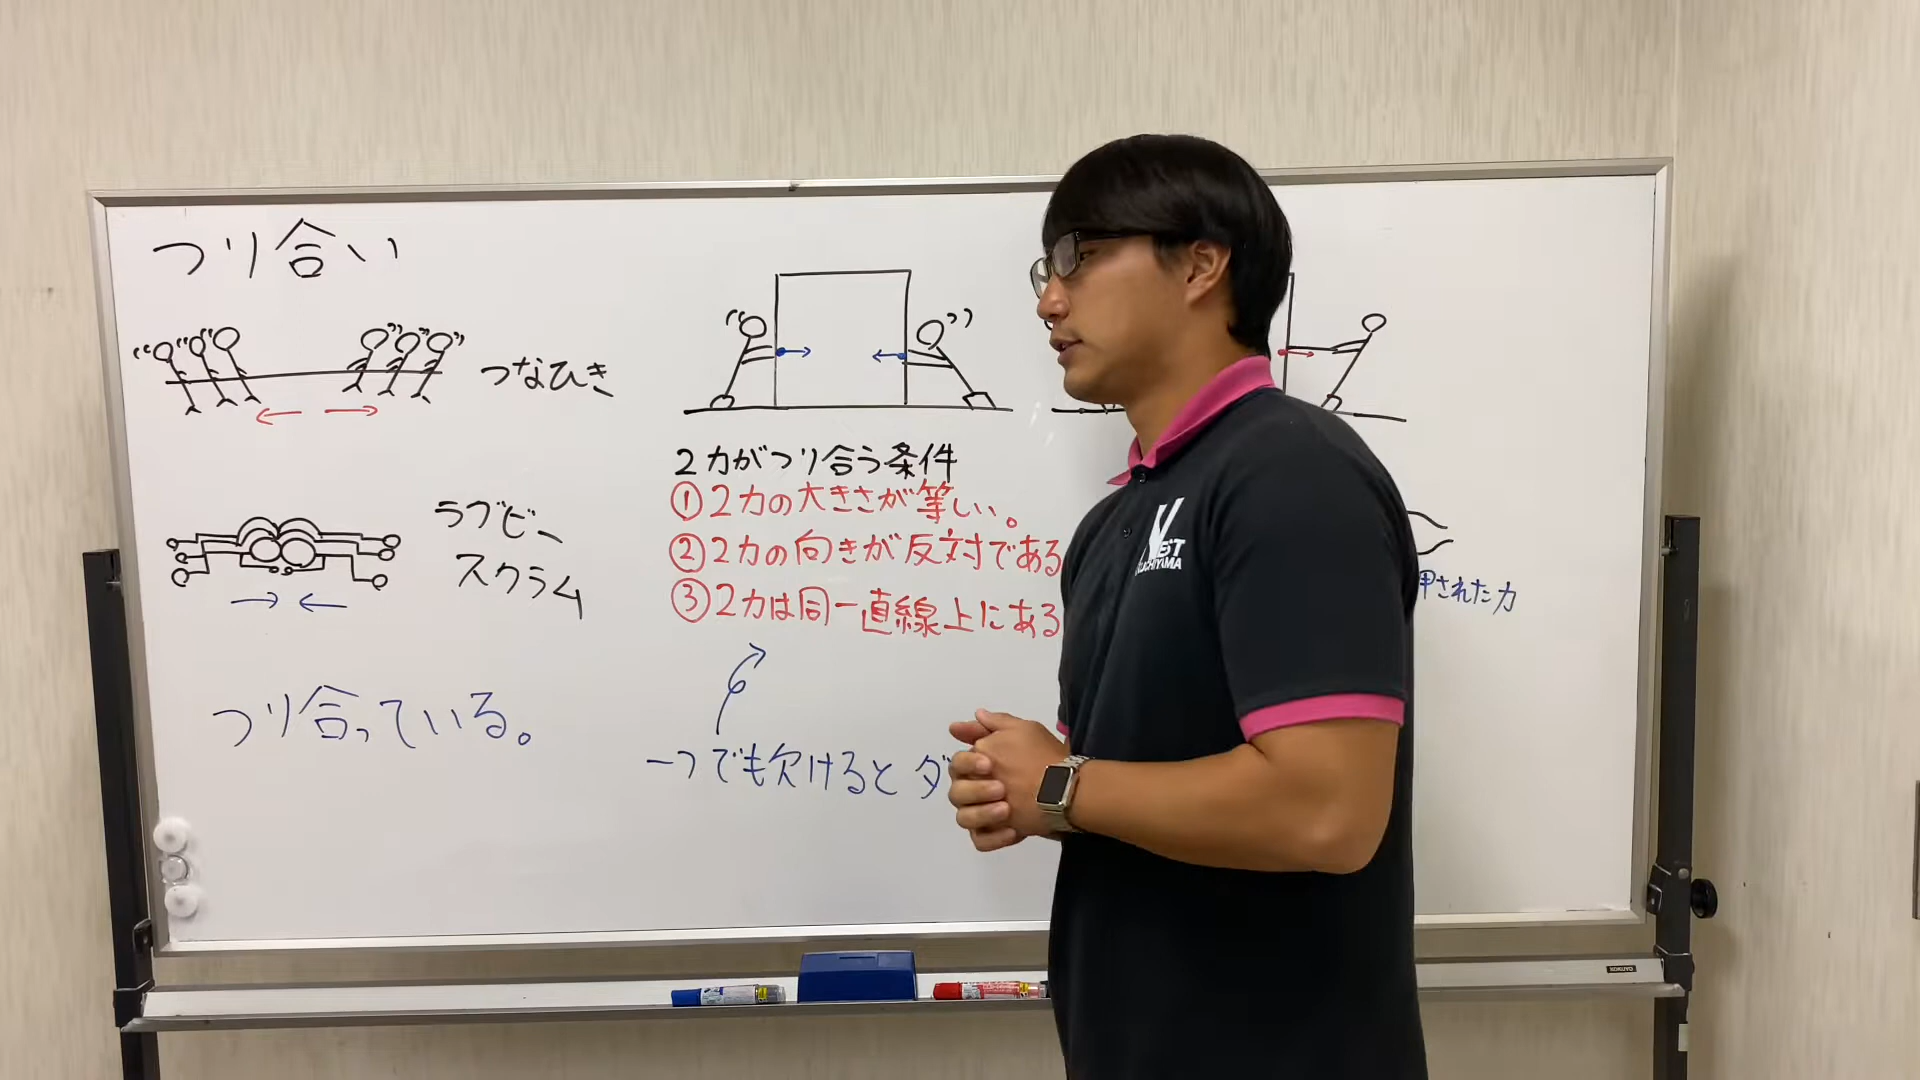 つり合い
つなひき
ラグビー
スクラム
つり合っている。
2力がつり合う条件
①2力の大きさが等しい。
②2力の向きが反対である
③2力は同一直線上にある
一つでも欠けるとダ
押された力
KOKUYO